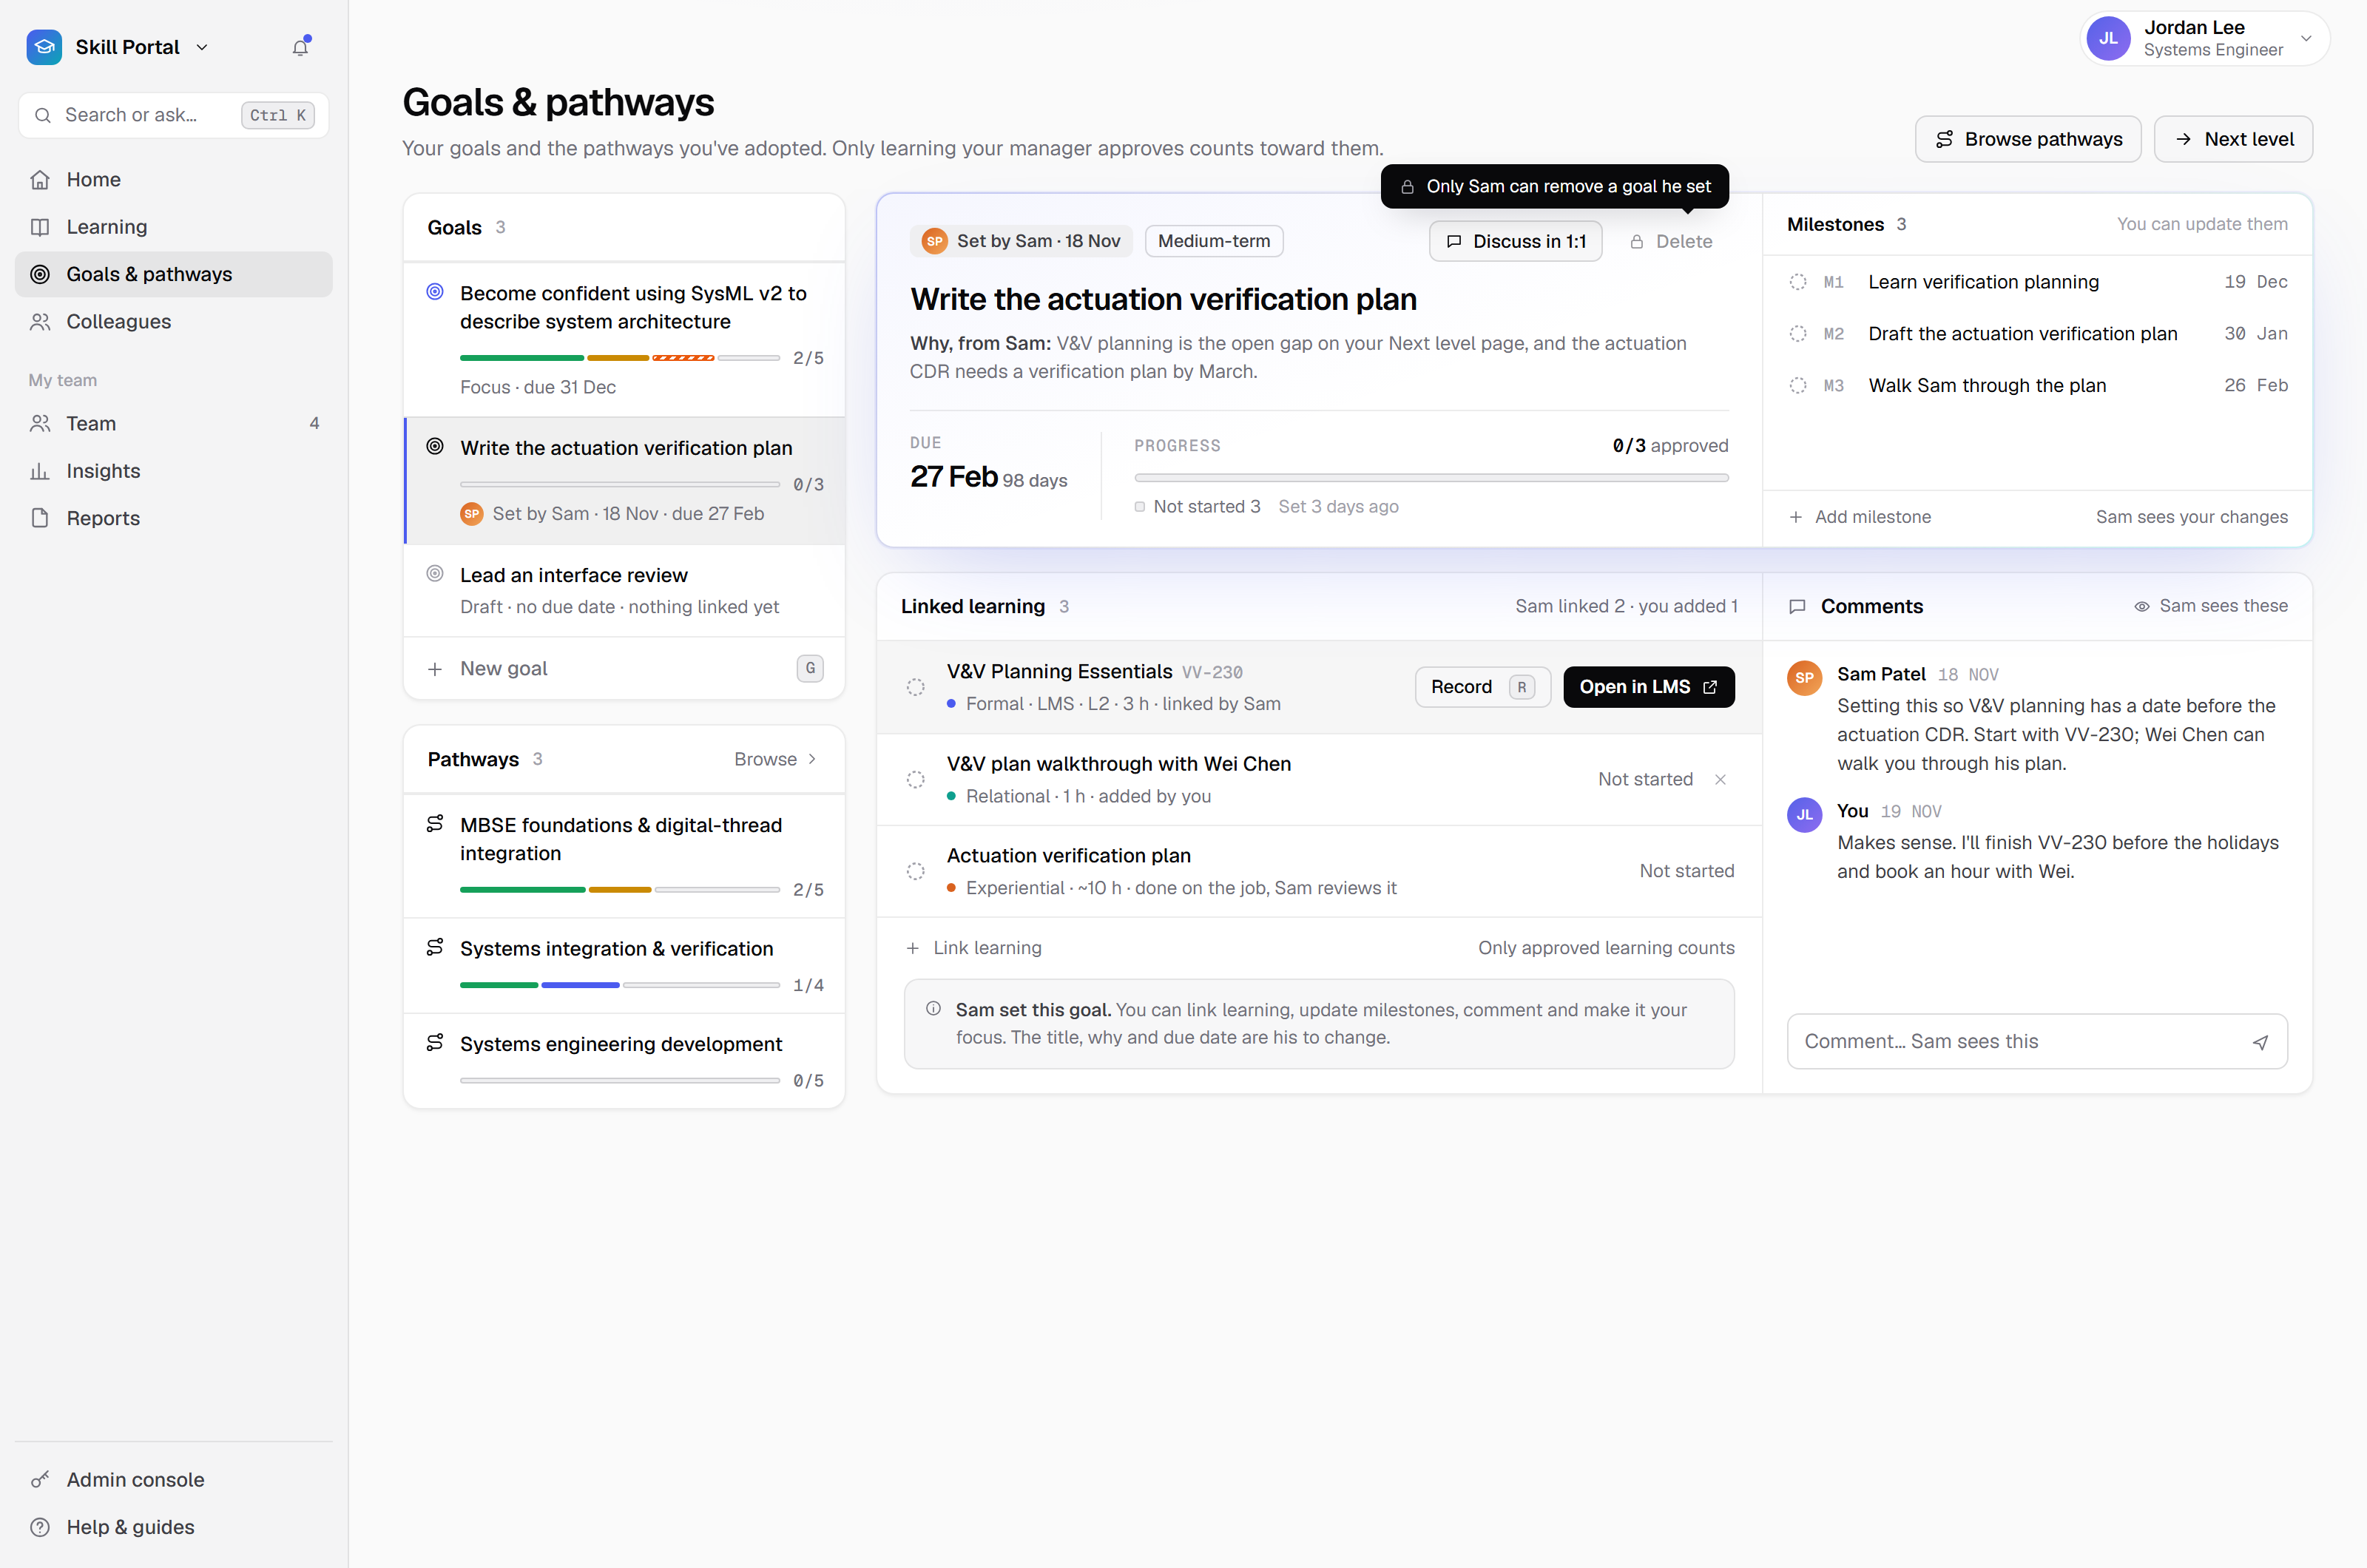 Skill Portal
Search or ask... Ctrl K
Home
Learning
Goals & pathways
Colleagues
My team
Team 4
Insights
Reports
Admin console
Help & guides
JL Jordan Lee
Systems Engineer
Goals & pathways
Your goals and the pathways you've adopted. Only learning your manager approves counts toward them.
Browse pathways
Next level
Goals 3
Become confident using SysML v2 to
describe system architecture
2/5
Focus · due 31 Dec
Write the actuation verification plan
0/3
SP Set by Sam · 18 Nov · due 27 Feb
Lead an interface review
Draft · no due date · nothing linked yet
New goal G
Pathways 3 Browse
MBSE foundations & digital-thread
integration
2/5
Systems integration & verification
1/4
Systems engineering development
0/5
Only Sam can remove a goal he set
SP Set by Sam · 18 Nov Medium-term Discuss in 1:1 Delete
Write the actuation verification plan
Why, from Sam: V&V planning is the open gap on your Next level page, and the actuation
CDR needs a verification plan by March.
DUE
27 Feb 98 days
PROGRESS 0/3 approved
Not started 3 Set 3 days ago
Milestones 3 You can update them
M1 Learn verification planning 19 Dec
M2 Draft the actuation verification plan 30 Jan
M3 Walk Sam through the plan 26 Feb
Add milestone Sam sees your changes
Linked learning 3 Sam linked 2 · you added 1
V&V Planning Essentials VV-230
Formal · LMS · L2 · 3 h · linked by Sam
Record R Open in LMS
V&V plan walkthrough with Wei Chen
Relational · 1 h · added by you
Not started
Actuation verification plan
Experiential · ~10 h · done on the job, Sam reviews it
Not started
Link learning Only approved learning counts
Sam set this goal. You can link learning, update milestones, comment and make it your
focus. The title, why and due date are his to change.
Comments Sam sees these
SP Sam Patel 18 NOV
Setting this so V&V planning has a date before the
actuation CDR. Start with VV-230; Wei Chen can
walk you through his plan.
JL You 19 NOV
Makes sense. I'll finish VV-230 before the holidays
and book an hour with Wei.
Comment... Sam sees this